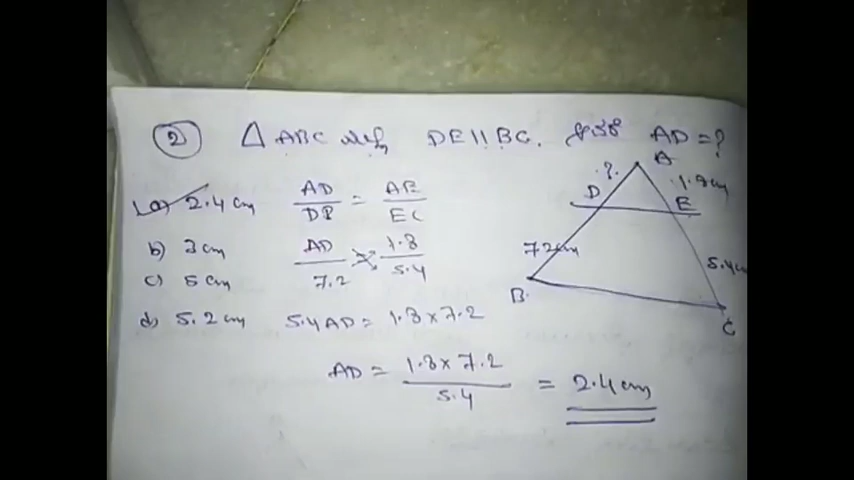 2 △ ABC ಯಲ್ಲಿ DE || BC. ಆದರೆ AD = ?
a) 2.4 cm
b) 3 cm
c) 5 cm
d) 5.2 cm
AD/DB = AE/EC
AD/7.2 = 1.8/5.4
5.4 AD = 1.8 x 7.2
AD = 1.8 x 7.2 / 5.4 = 2.4 cm
A
? 1.8 cm
D E
7.2 cm 5.4 cm
B
C